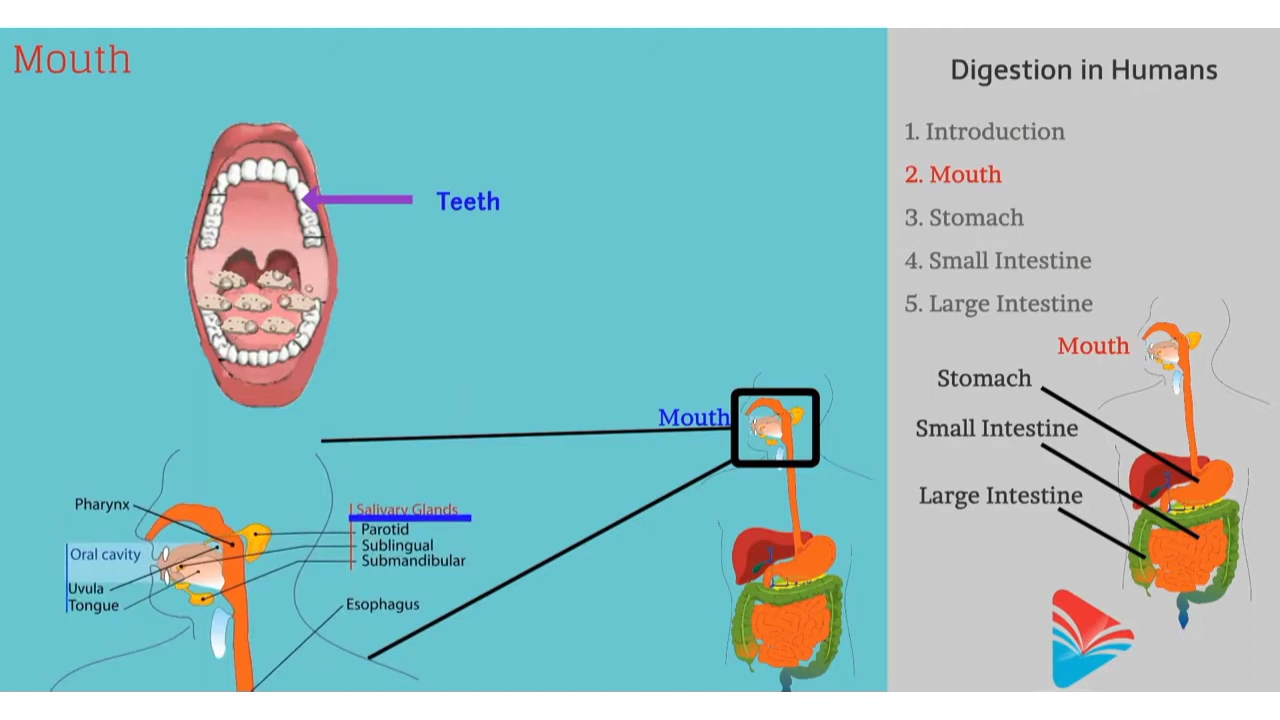 Mouth
Teeth
Mouth
Pharynx
Oral cavity
Uvula
Tongue
Salivary Glands
Parotid
Sublingual
Submandibular
Esophagus
Digestion in Humans
1. Introduction
2. Mouth
3. Stomach
4. Small Intestine
5. Large Intestine
Mouth
Stomach
Small Intestine
Large Intestine